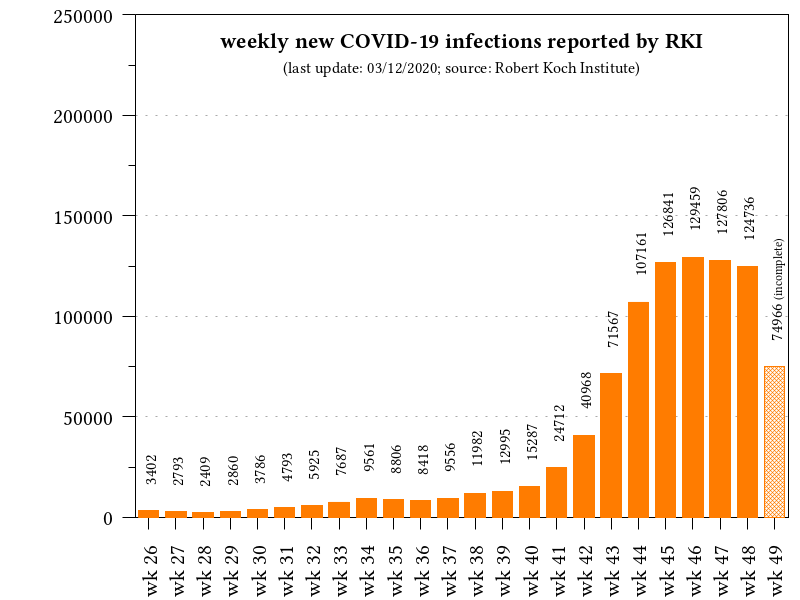 weekly new COVID-19 infections reported by RKI
(last update: 03/12/2020; source: Robert Koch Institute)
250000
200000
150000
100000
50000
0
3402
2793
2409
2860
3786
4793
5925
7687
9561
8806
8418
9556
11982
12995
15287
24712
40968
71567
107161
126841
129459
127806
124736
74966 (incomplete)
wk 26
wk 27
wk 28
wk 29
wk 30
wk 31
wk 32
wk 33
wk 34
wk 35
wk 36
wk 37
wk 38
wk 39
wk 40
wk 41
wk 42
wk 43
wk 44
wk 45
wk 46
wk 47
wk 48
wk 49